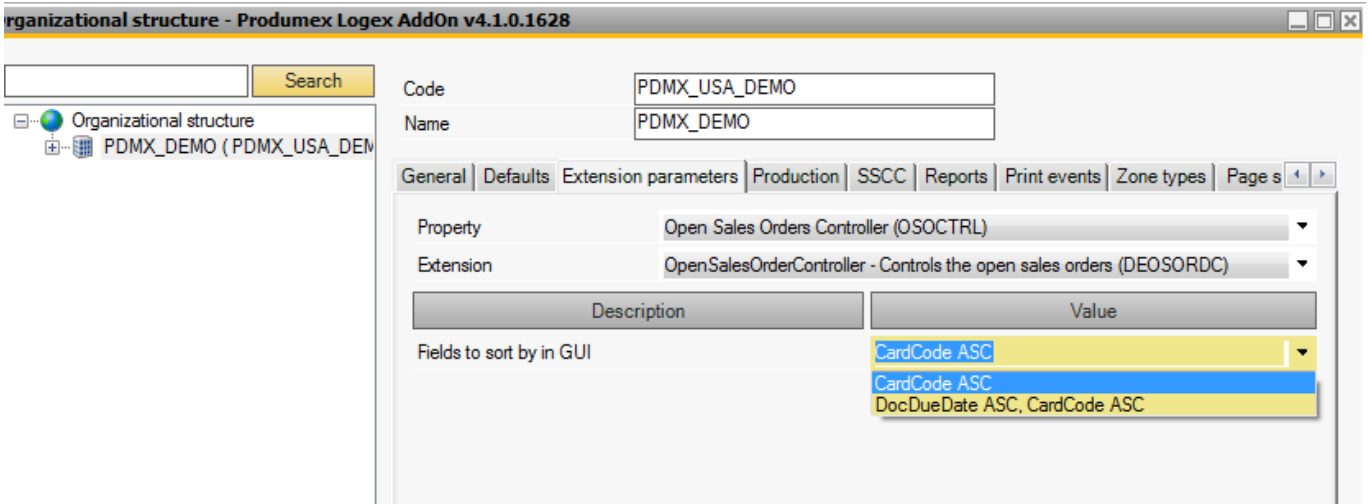 rganizational structure - Produmex Logex AddOn v4.1.0.1628
Search
Organizational structure
PDMX_DEMO ( PDMX_USA_DEM
Code PDMX_USA_DEMO
Name PDMX_DEMO
General Defaults Extension parameters Production SSCC Reports Print events Zone types Page s
Property Open Sales Orders Controller (OSOCTRL)
Extension OpenSalesOrderController - Controls the open sales orders (DEOSORDC)
Description Value
Fields to sort by in GUI CardCode ASC
CardCode ASC
DocDueDate ASC, CardCode ASC